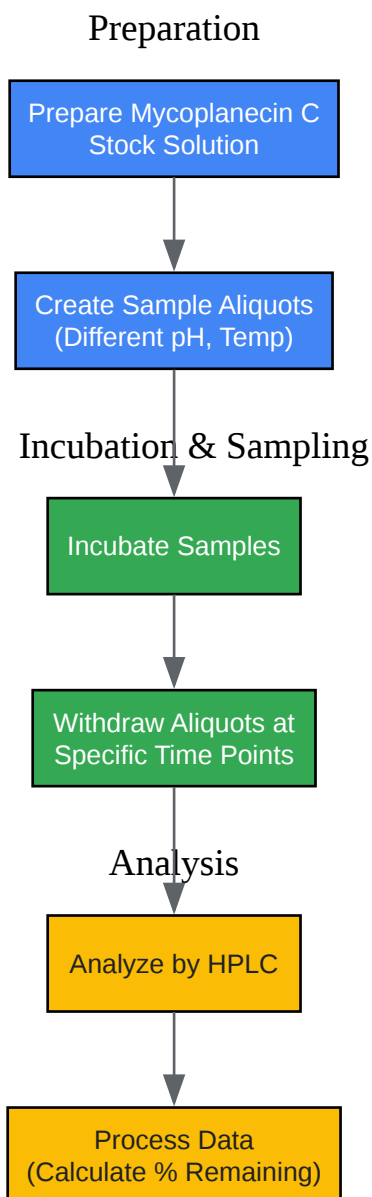 Preparation
Prepare Mycoplanecin C
Stock Solution
Create Sample Aliquots
(Different pH, Temp)
Incubation & Sampling
Incubate Samples
Withdraw Aliquots at
Specific Time Points
Analysis
Analyze by HPLC
Process Data
(Calculate % Remaining)